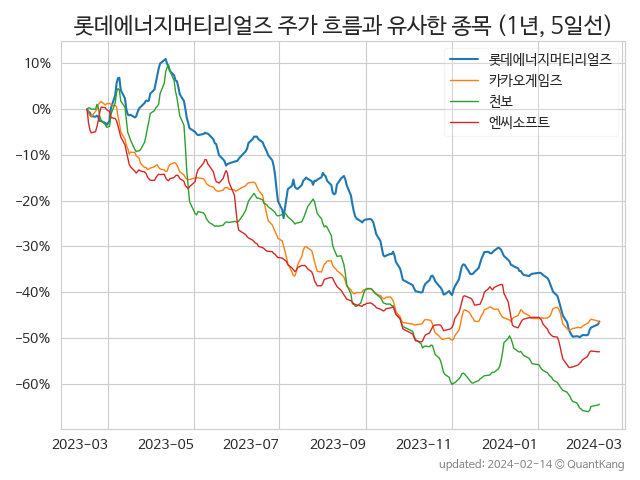 롯데에너지머티리얼즈 주가 흐름과 유사한 종목 (1년, 5일선)
롯데에너지머티리얼즈
카카오게임즈
천보
엔씨소프트
10%
0%
−10%
−20%
−30%
−40%
−50%
−60%
2023-03 2023-05 2023-07 2023-09 2023-11 2024-01 2024-03
updated: 2024-02-14 © QuantKang